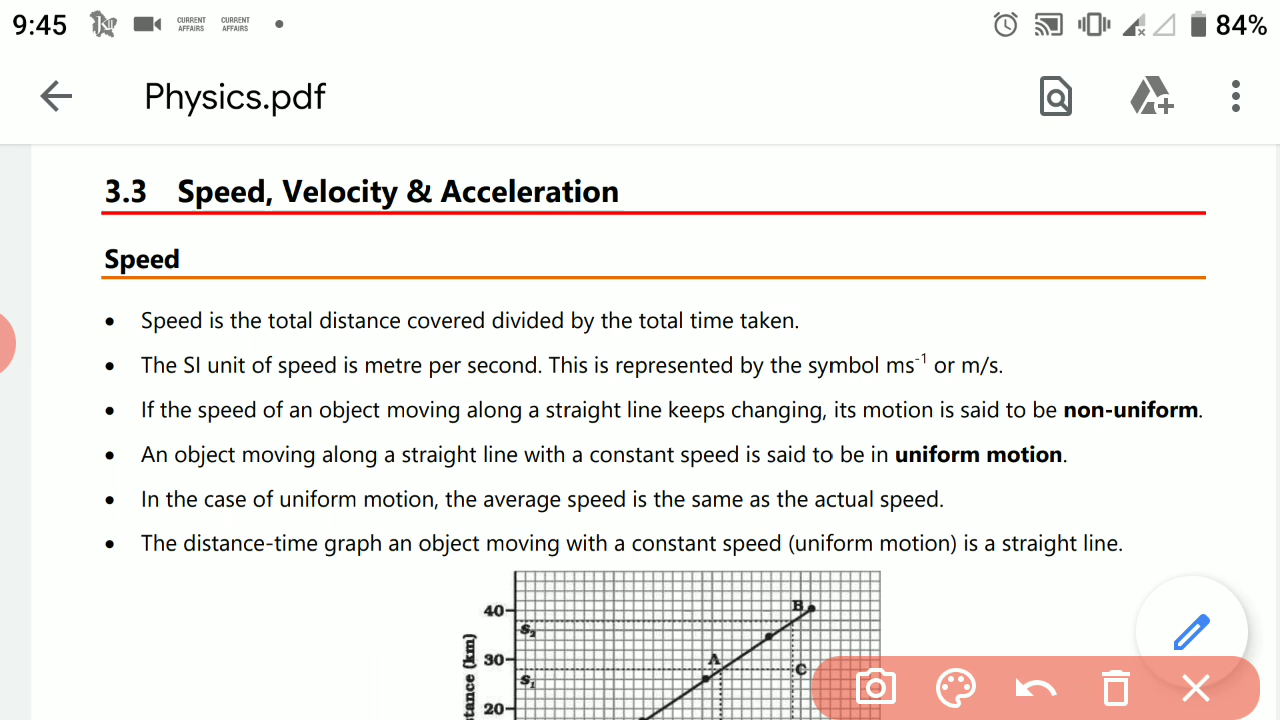 9:45
CURRENT AFFAIRS
CURRENT AFFAIRS
84%
Physics.pdf
3.3 Speed, Velocity & Acceleration
Speed
• Speed is the total distance covered divided by the total time taken.
• The SI unit of speed is metre per second. This is represented by the symbol ms⁻¹ or m/s.
• If the speed of an object moving along a straight line keeps changing, its motion is said to be non-uniform.
• An object moving along a straight line with a constant speed is said to be in uniform motion.
• In the case of uniform motion, the average speed is the same as the actual speed.
• The distance-time graph an object moving with a constant speed (uniform motion) is a straight line.
40
B
S₂
30
A
C
S₁
20
tance (km)